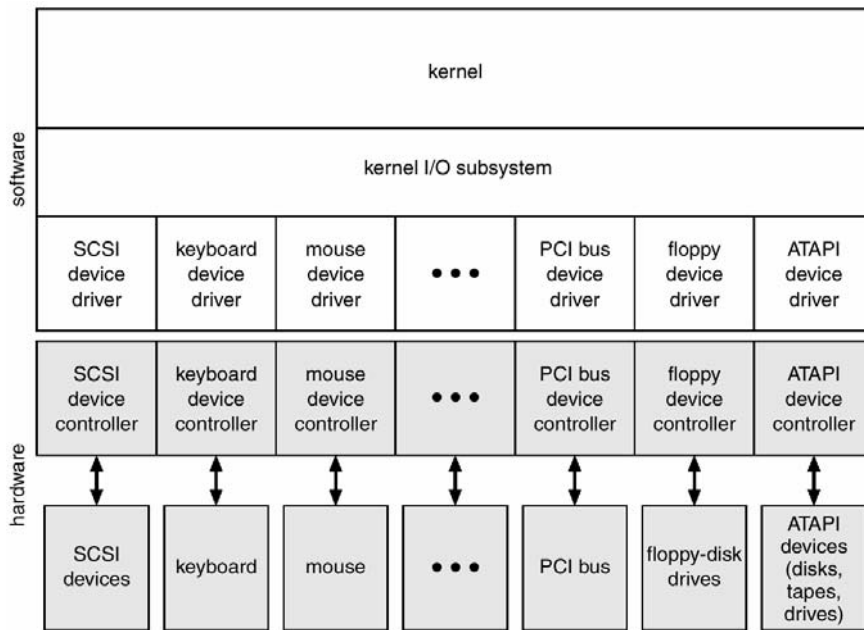 software
kernel
kernel I/O subsystem
SCSI
device
driver
keyboard
device
driver
mouse
device
driver
•••
PCI bus
device
driver
floppy
device
driver
ATAPI
device
driver
hardware
SCSI
device
controller
keyboard
device
controller
mouse
device
controller
•••
PCI bus
device
controller
floppy
device
controller
ATAPI
device
controller
SCSI
devices
keyboard
mouse
•••
PCI bus
floppy-disk
drives
ATAPI
devices
(disks,
tapes,
drives)